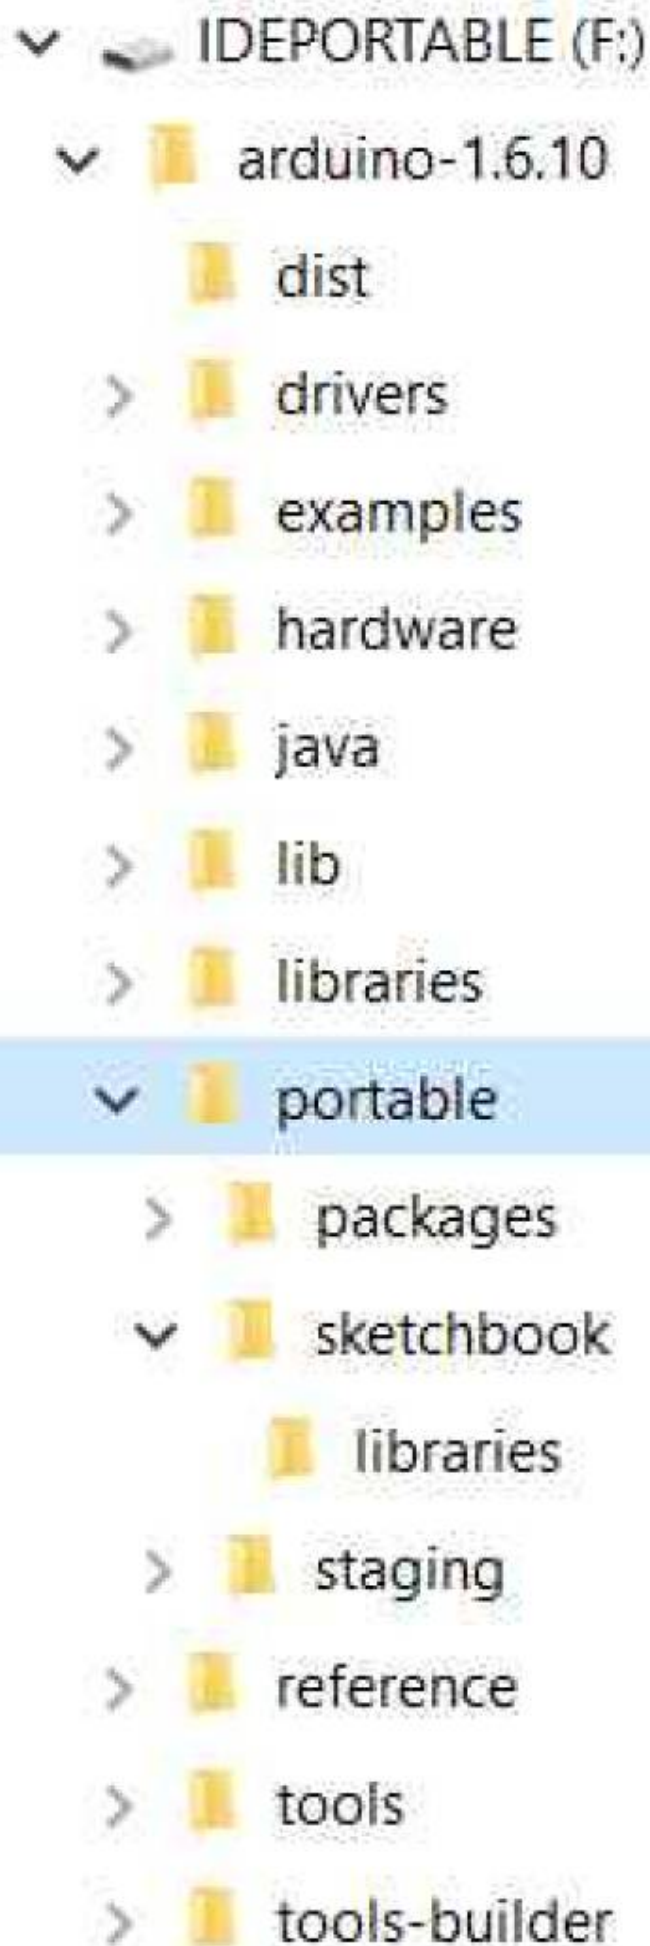 IDEPORTABLE (F:)
arduino-1.6.10
dist
drivers
examples
hardware
java
lib
libraries
portable
packages
sketchbook
libraries
staging
reference
tools
tools-builder